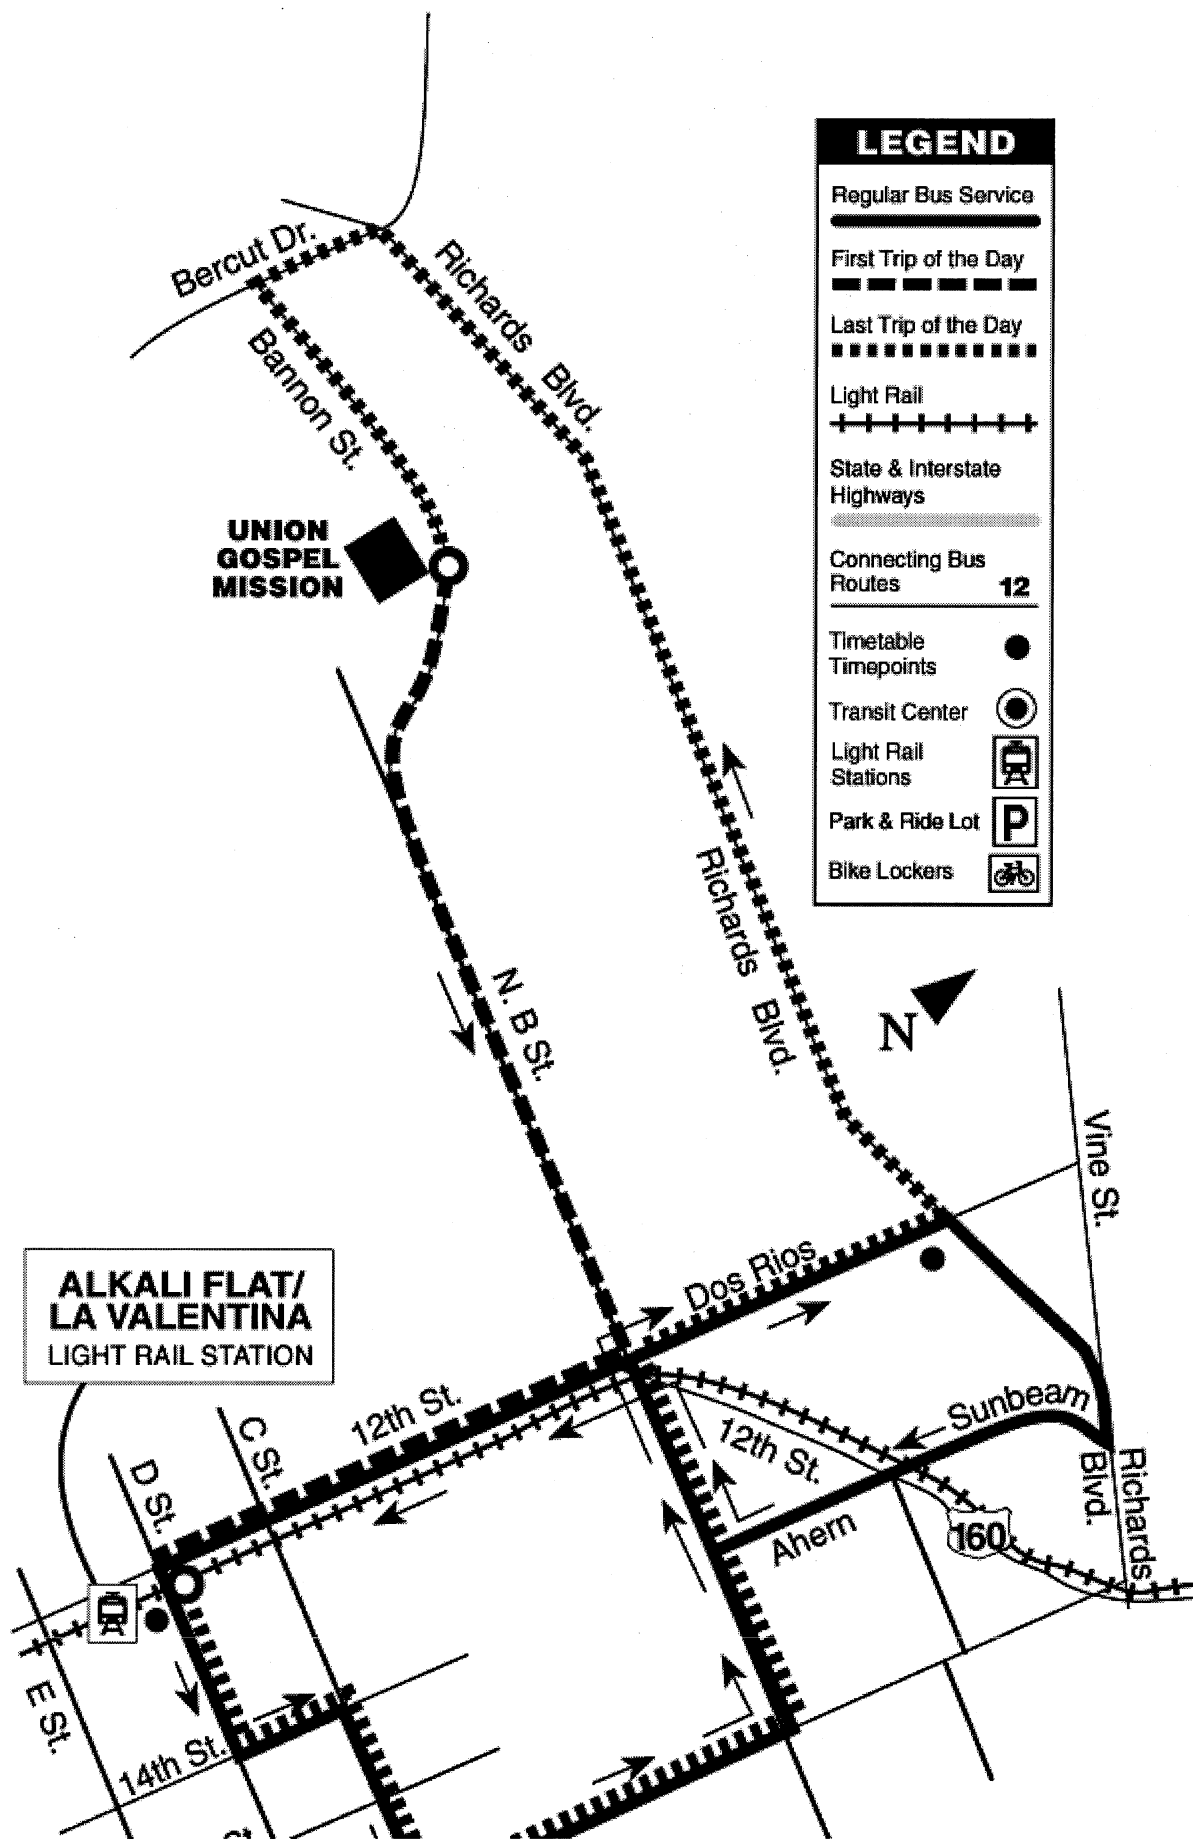 LEGEND
Regular Bus Service
First Trip of the Day
Last Trip of the Day
Light Rail
State & Interstate
Highways
Connecting Bus
Routes 12
Timetable
Timepoints
Transit Center
Light Rail
Stations
Park & Ride Lot P
Bike Lockers
Bercut Dr.
Richards Blvd.
Bannon St.
UNION
GOSPEL
MISSION
Richards Blvd.
N. B St.
N
Vine St.
Dos Rios
ALKALI FLAT/
LA VALENTINA
LIGHT RAIL STATION
12th St.
C St.
D St.
12th St.
Sunbeam
Richards
Blvd.
Ahern
160
E St.
14th St.